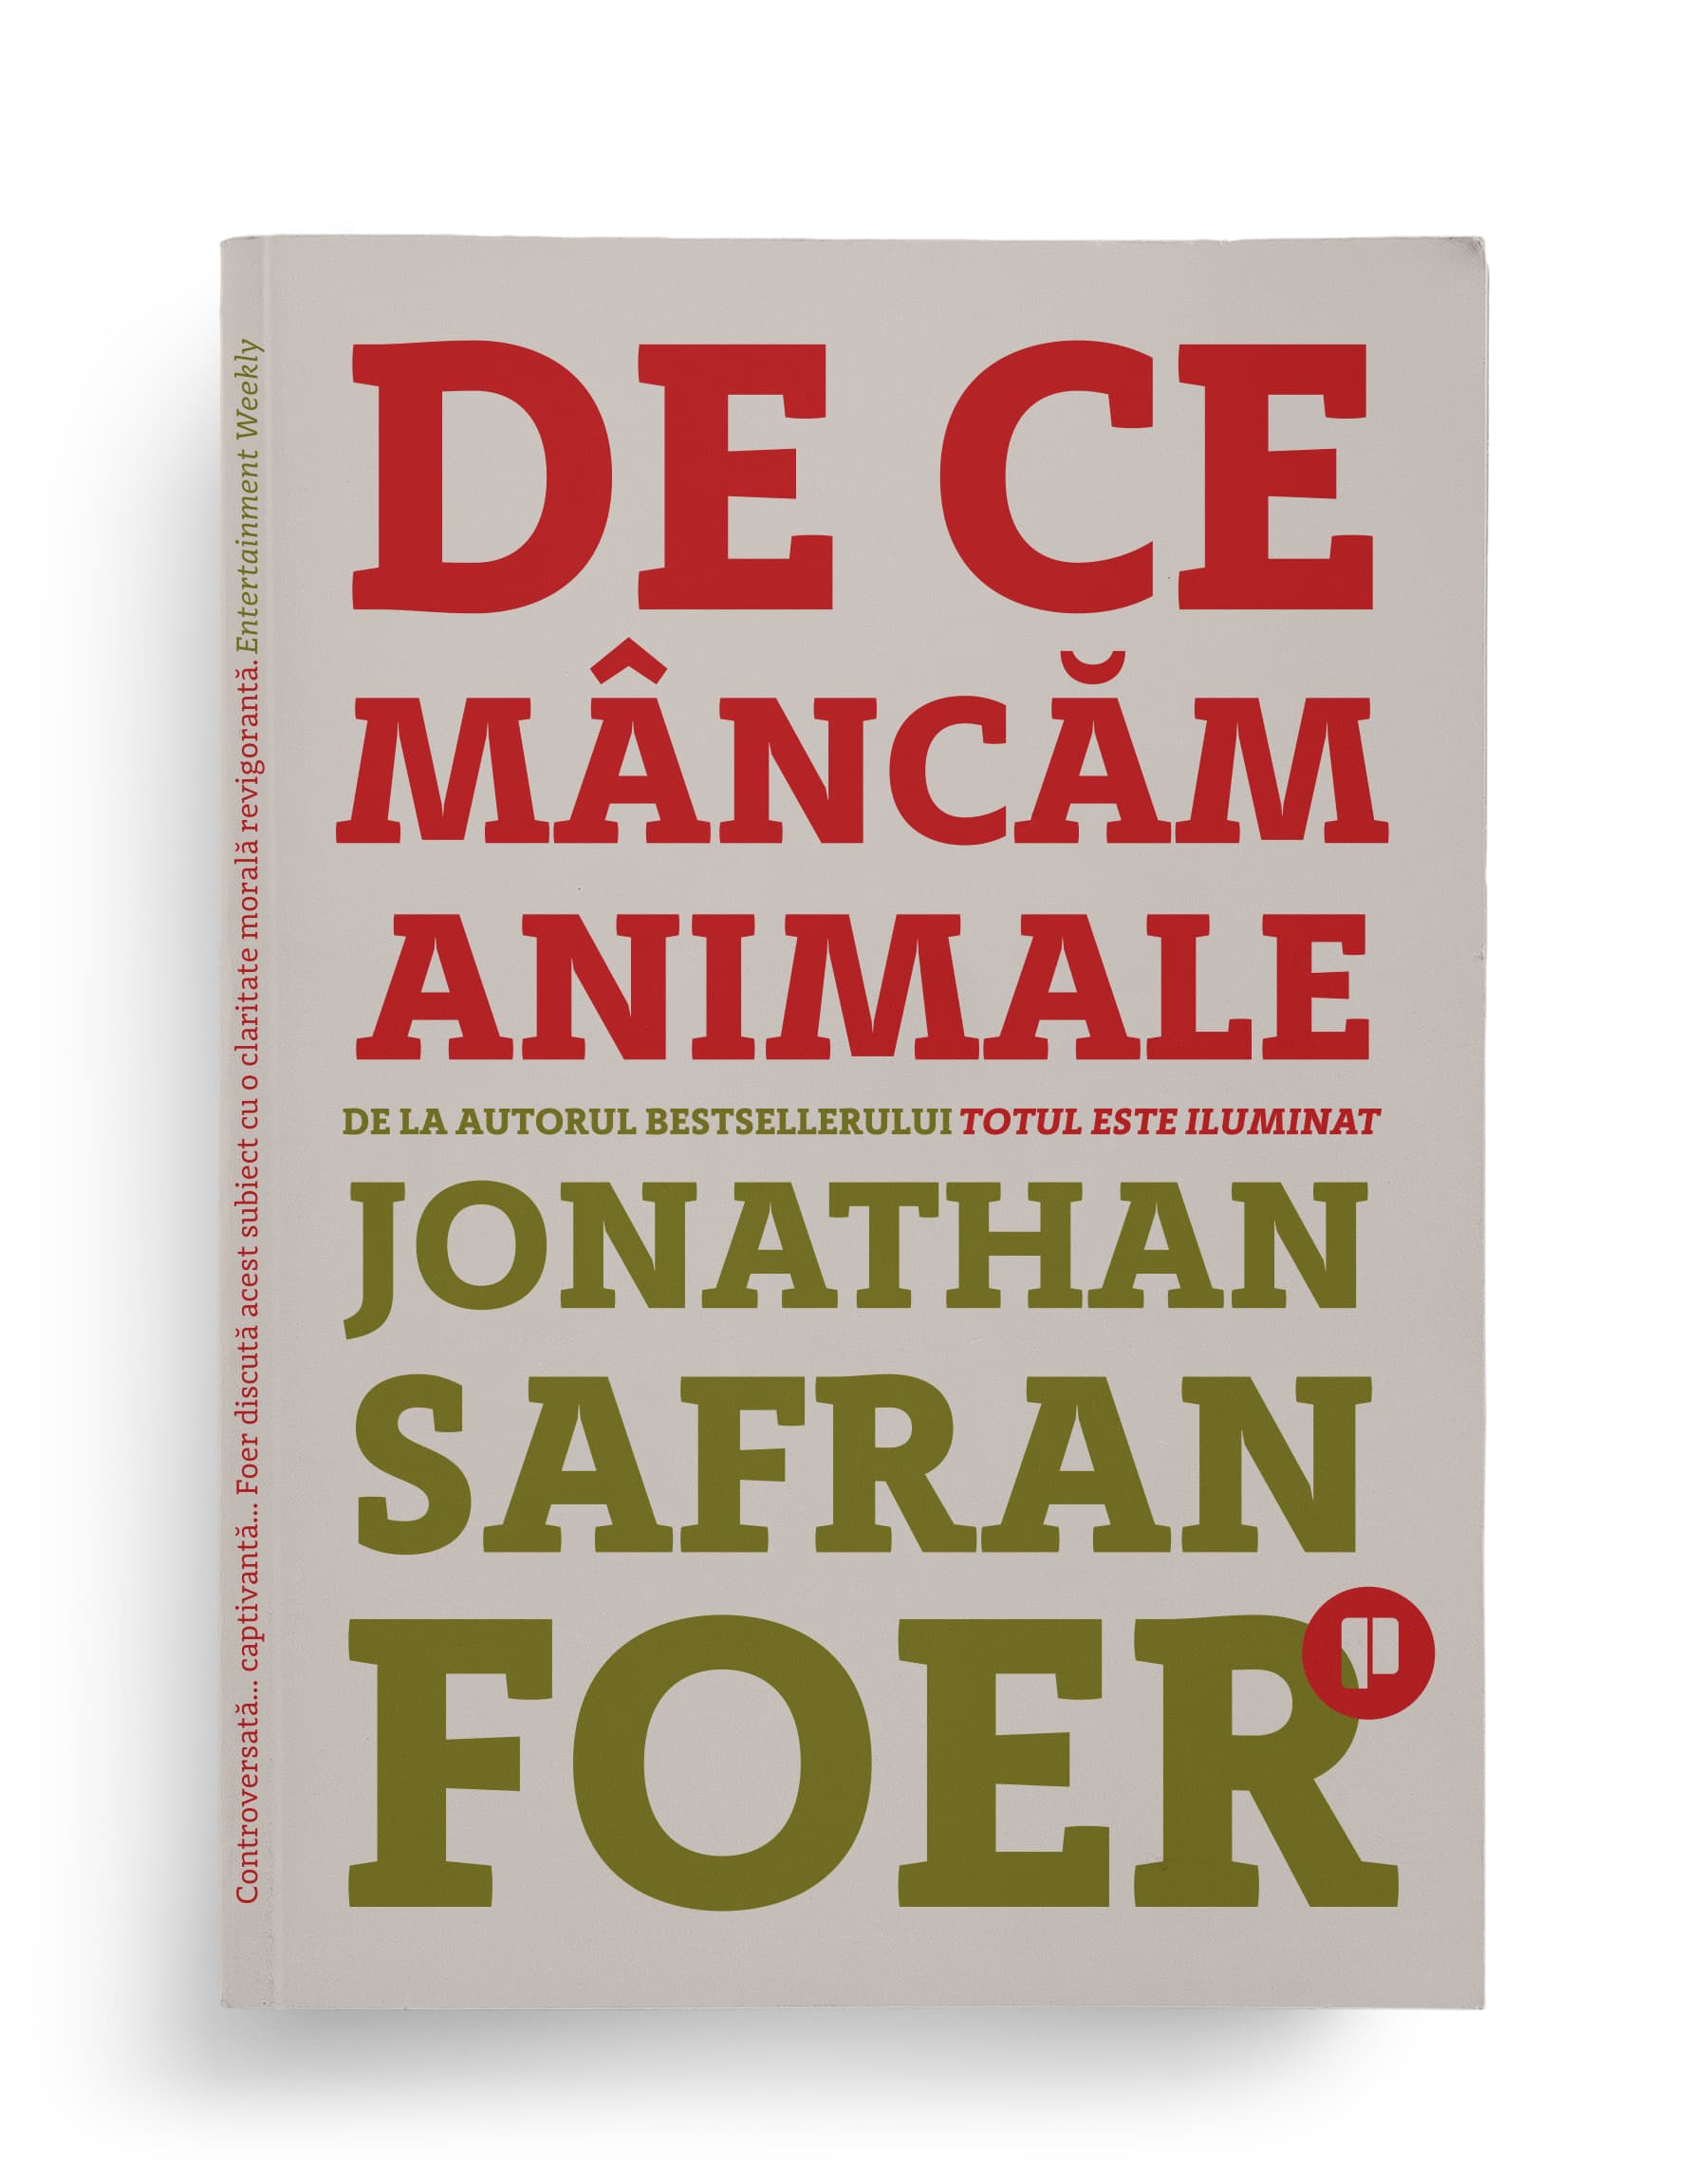 DE CE
MÂNCĂM
ANIMALE
DE LA AUTORUL BESTSELLERULUI TOTUL ESTE ILUMINAT
JONATHAN
SAFRAN
FOER
Controversată... captivantă... Foer discută acest subiect cu o claritate morală revigorantă. Entertainment Weekly